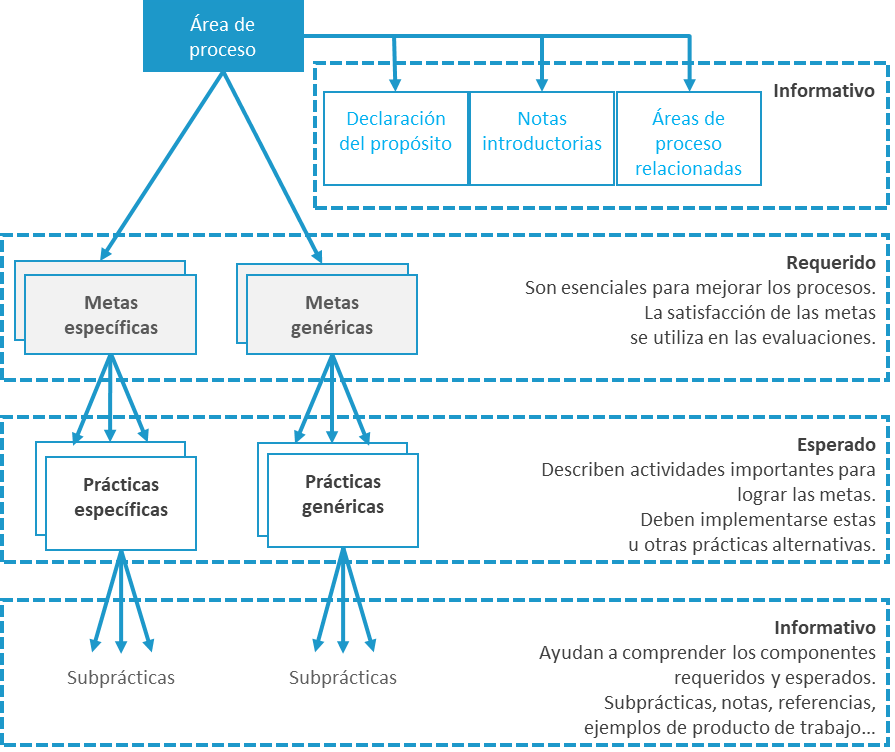 Área de
proceso
Informativo
Declaración
del propósito
Notas
introductorias
Áreas de
proceso
relacionadas
Requerido
Son esenciales para mejorar los procesos.
La satisfacción de las metas
se utiliza en las evaluaciones.
Metas
específicas
Metas
genéricas
Esperado
Describen actividades importantes para
lograr las metas.
Deben implementarse estas
u otras prácticas alternativas.
Prácticas
específicas
Prácticas
genéricas
Informativo
Ayudan a comprender los componentes
requeridos y esperados.
Subprácticas, notas, referencias,
ejemplos de producto de trabajo...
Subprácticas
Subprácticas